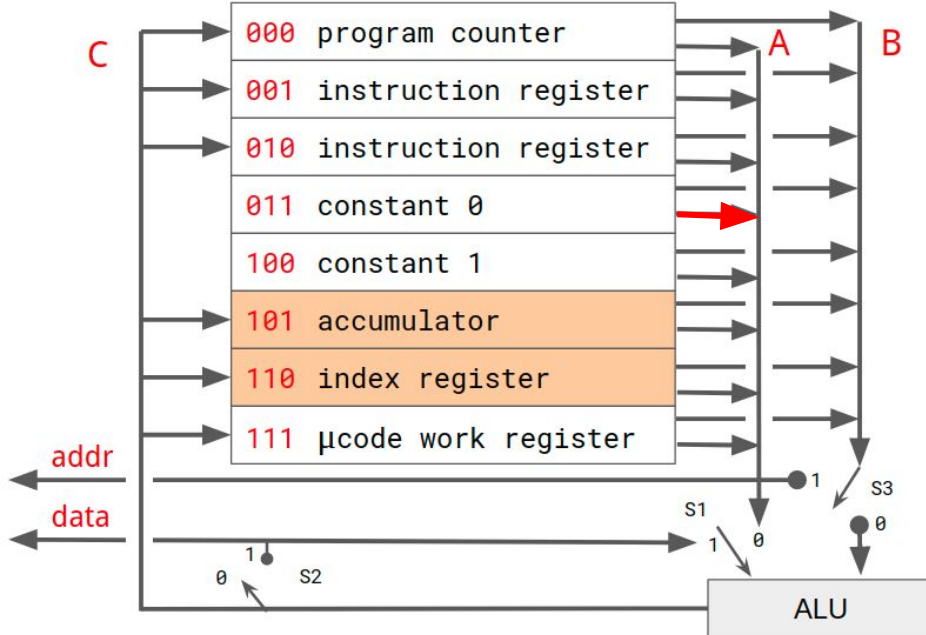 C
000 program counter
A
B
001 instruction register
010 instruction register
011 constant 0
100 constant 1
101 accumulator
110 index register
111 μcode work register
addr
1
S3
data
S1
1
0
0
1
0
S2
ALU